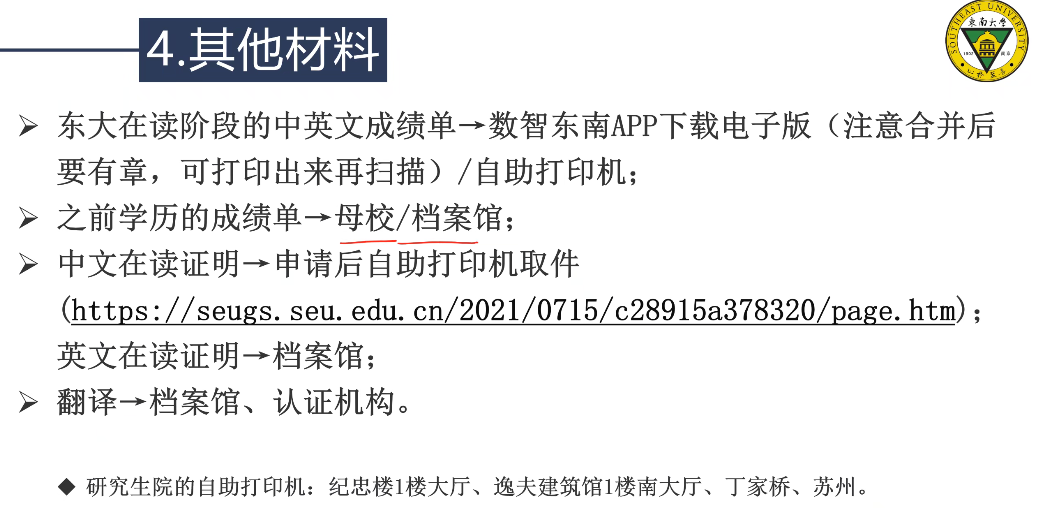 4.其他材料
SOUTHEAST UNIVERSITY
东南大学
1902 南京
➢ 东大在读阶段的中英文成绩单→数智东南APP下载电子版（注意合并后
要有章，可打印出来再扫描）/自助打印机；
➢ 之前学历的成绩单→母校/档案馆；
➢ 中文在读证明→申请后自助打印机取件
(https://seugs.seu.edu.cn/2021/0715/c28915a378320/page.htm)；
英文在读证明→档案馆；
➢ 翻译→档案馆、认证机构。
◆ 研究生院的自助打印机：纪忠楼1楼大厅、逸夫建筑馆1楼南大厅、丁家桥、苏州。